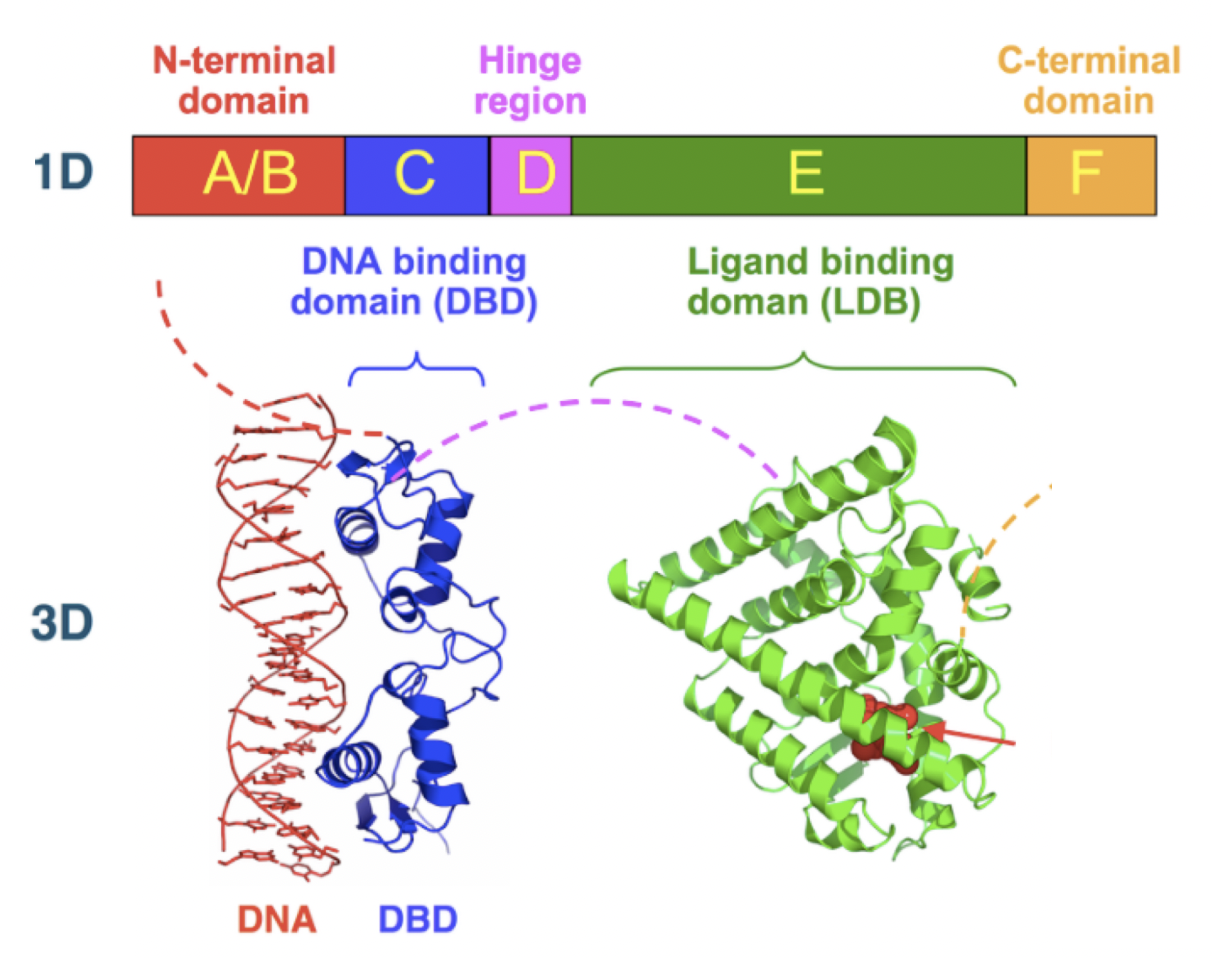 N-terminal
domain
Hinge
region
C-terminal
domain
1D
A/B
C
D
E
F
DNA binding
domain (DBD)
Ligand binding
doman (LDB)
3D
DNA
DBD